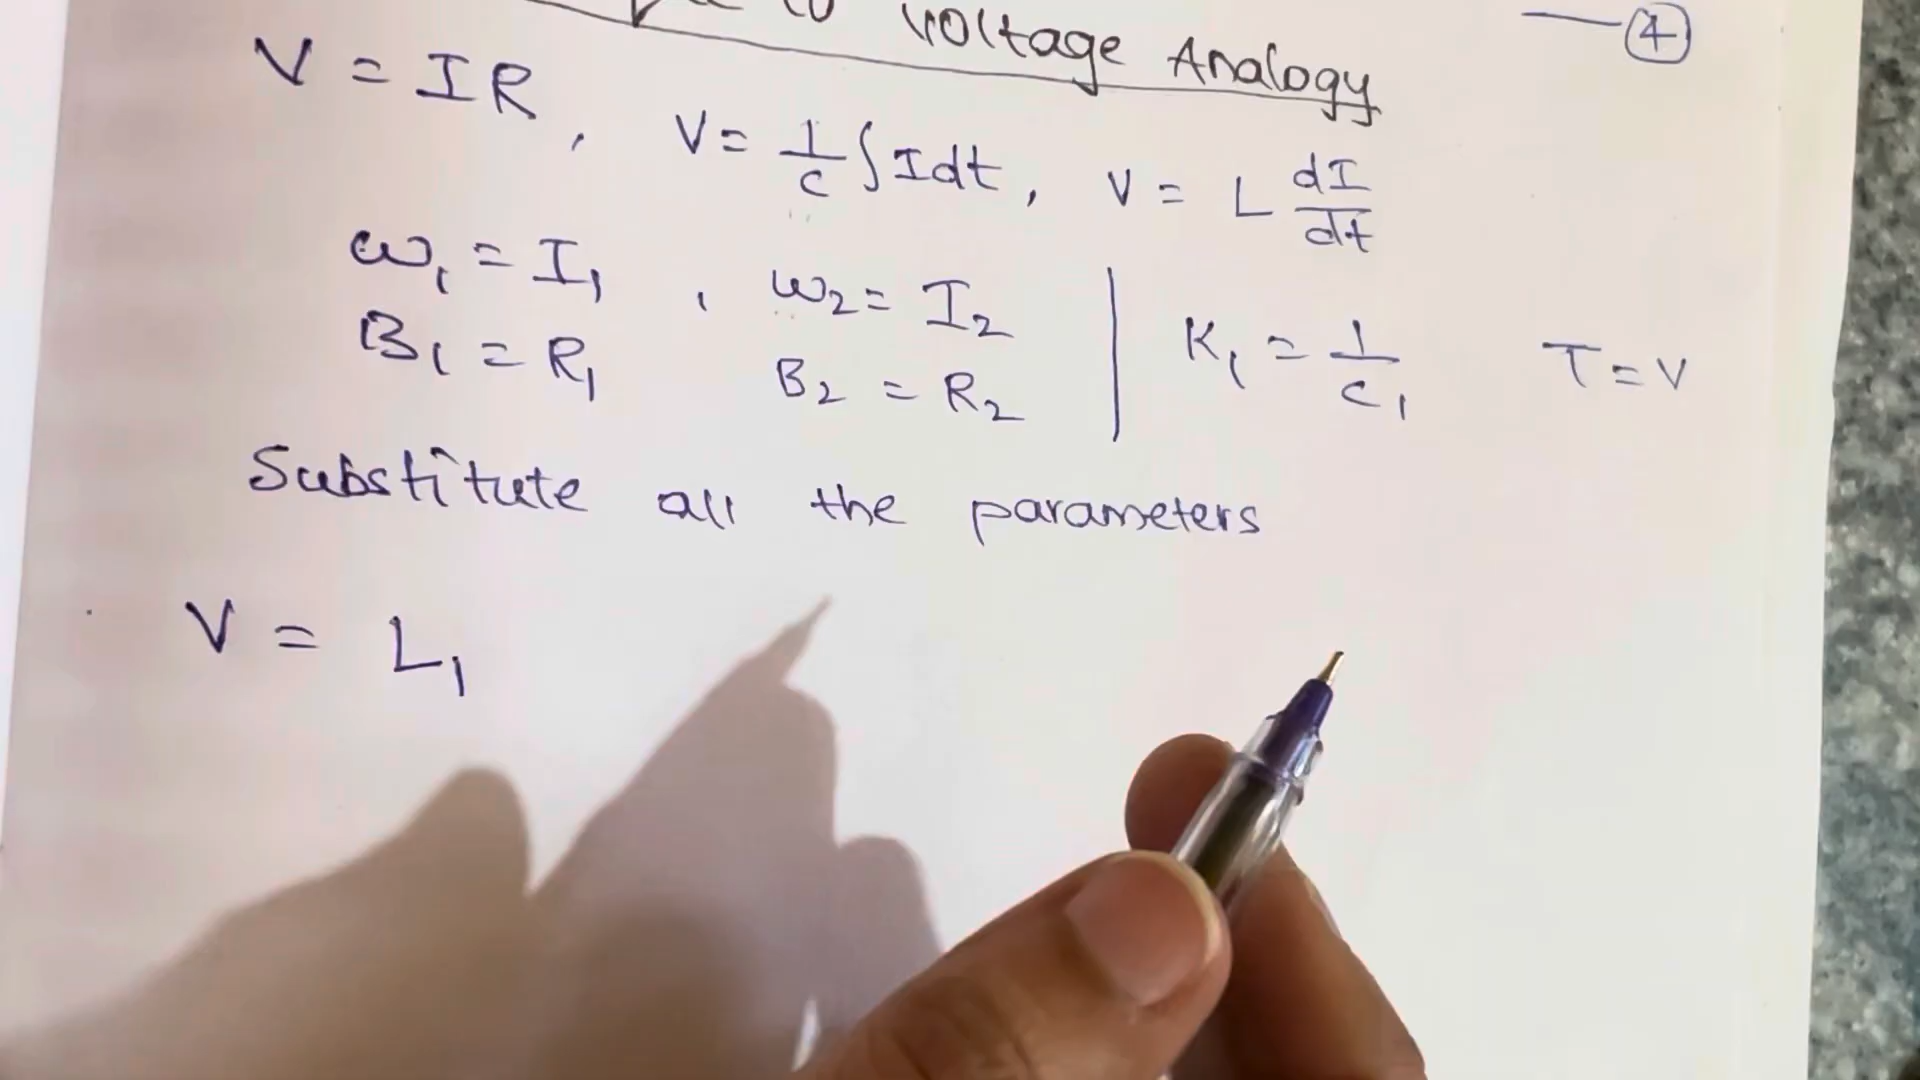 to Voltage Analogy —④
V = IR, V = 1/C ∫Idt, V = L dI/dt
ω₁ = I₁, ω₂ = I₂
B₁ = R₁ B₂ = R₂ | K₁ = 1/C₁ T = V
Substitute all the parameters
V = L₁